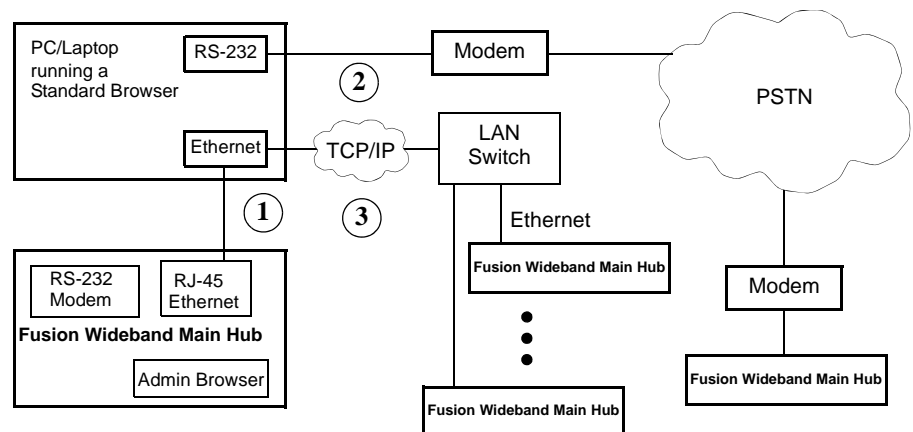 PC/Laptop
running a
Standard Browser
RS-232
Modem
PSTN
2
Ethernet
TCP/IP
LAN
Switch
1
3
Ethernet
Fusion Wideband Main Hub
RS-232
Modem
RJ-45
Ethernet
Fusion Wideband Main Hub
Admin Browser
Modem
Fusion Wideband Main Hub
Fusion Wideband Main Hub